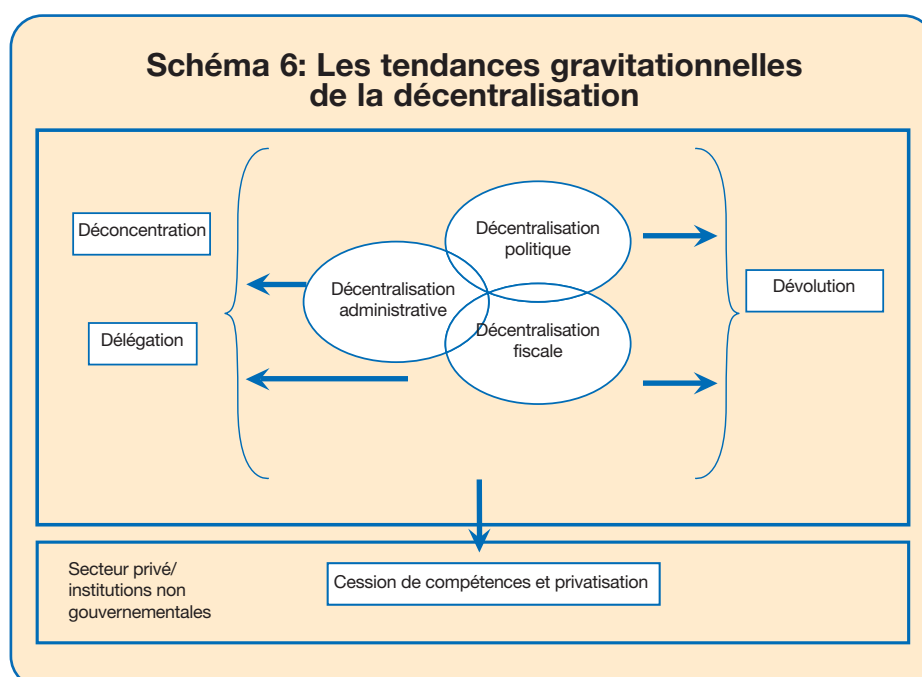 Schéma 6: Les tendances gravitationnelles
de la décentralisation
Déconcentration
Délégation
Décentralisation
administrative
Décentralisation
politique
Décentralisation
fiscale
Dévolution
Secteur privé/
institutions non
gouvernementales
Cession de compétences et privatisation